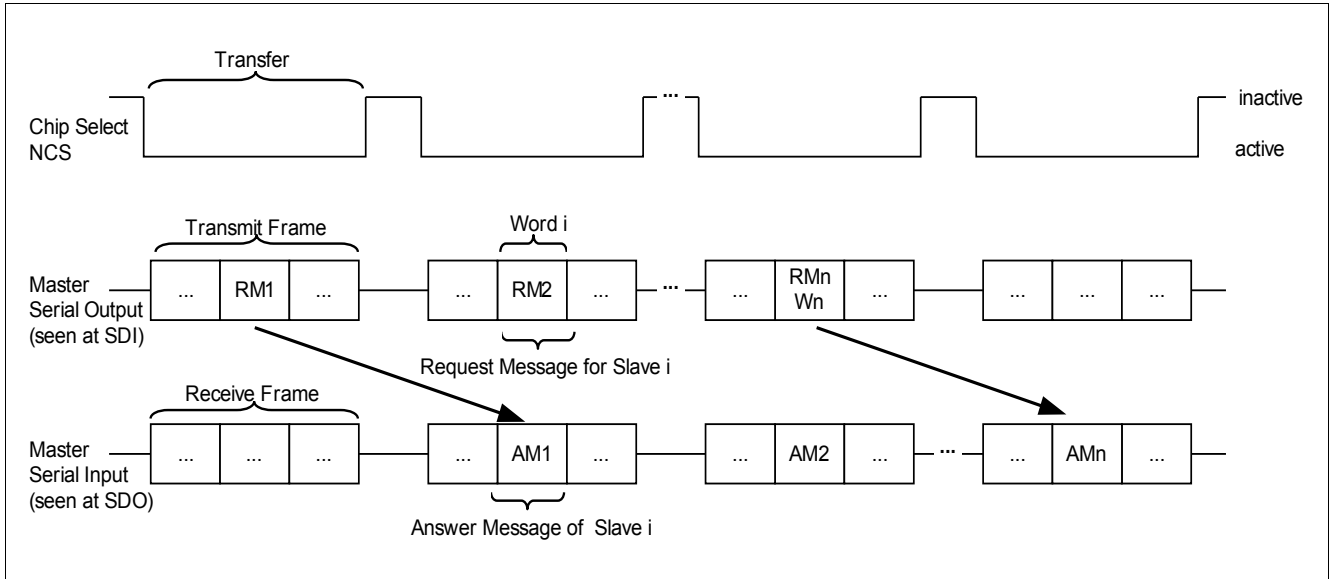 Transfer
...
inactive
Chip Select
NCS
active
Transmit Frame
Word i
Master
Serial Output
(seen at SDI)
... RM1 ... ... RM2 ... ... ... RMn
Wn ... ... ... ...
Request Message for Slave i
Receive Frame
Master
Serial Input
(seen at SDO)
... ... ... ... AM1 ... ... AM2 ... ... ... AMn ...
Answer Message of Slave i